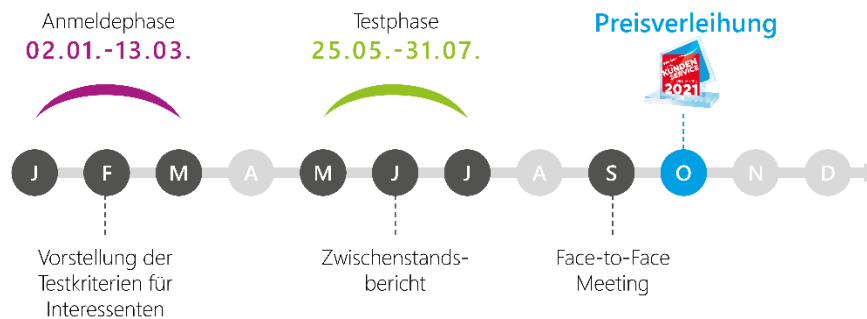 Anmeldephase
02.01.-13.03.
Testphase
25.05.-31.07.
Preisverleihung
KUNDEN
SERVICE
2021
J F M A M J J A S O N D
Vorstellung der
Testkriterien für
Interessenten
Zwischenstands-
bericht
Face-to-Face
Meeting